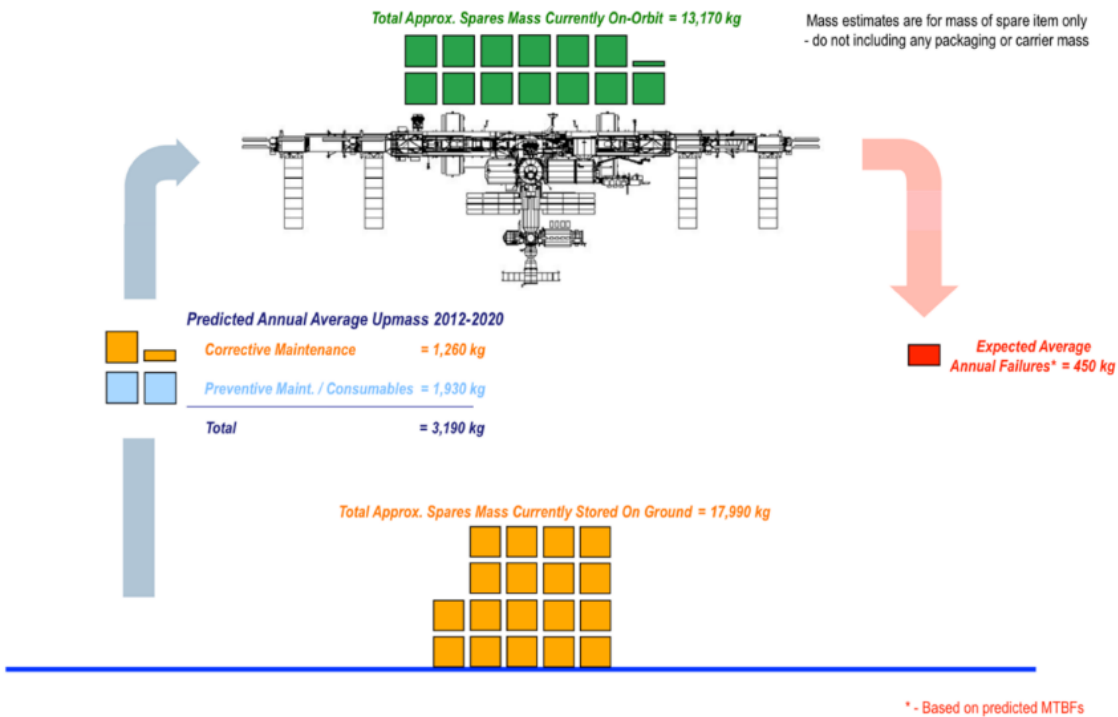 Total Approx. Spares Mass Currently On-Orbit = 13,170 kg
Mass estimates are for mass of spare item only
- do not including any packaging or carrier mass
Predicted Annual Average Upmass 2012-2020
Corrective Maintenance = 1,260 kg
Preventive Maint. / Consumables = 1,930 kg
Total = 3,190 kg
Expected Average
Annual Failures* = 450 kg
Total Approx. Spares Mass Currently Stored On Ground = 17,990 kg
* - Based on predicted MTBFs